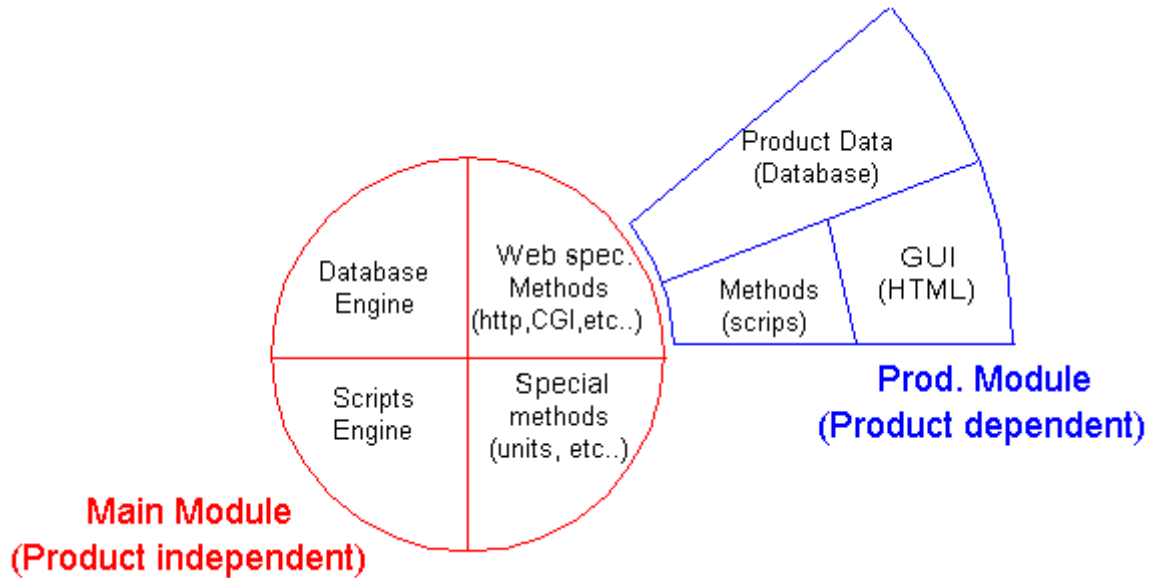 Product Data
(Database)
Database
Engine
Web spec.
Methods
(http,CGI,etc..)
Methods
(scrips)
GUI
(HTML)
Scripts
Engine
Special
methods
(units, etc..)
Prod. Module
(Product dependent)
Main Module
(Product independent)